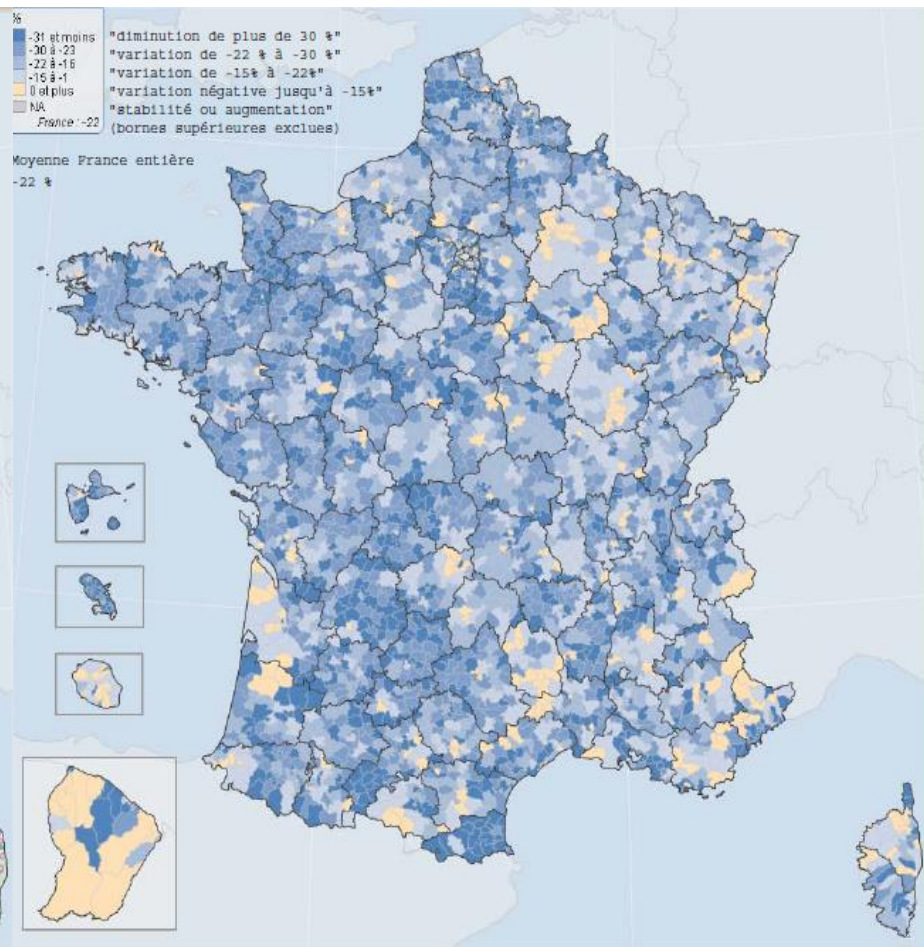 %
-31 et moins "diminution de plus de 30 %"
-30 à -23 "variation de -22 % à -30 %"
-22 à -16 "variation de -15% à -22%"
-15 à -1 "variation négative jusqu'à -15%"
0 et plus "stabilité ou augmentation"
NA (bornes supérieures exclues)
France : -22
Moyenne France entière
-22 %